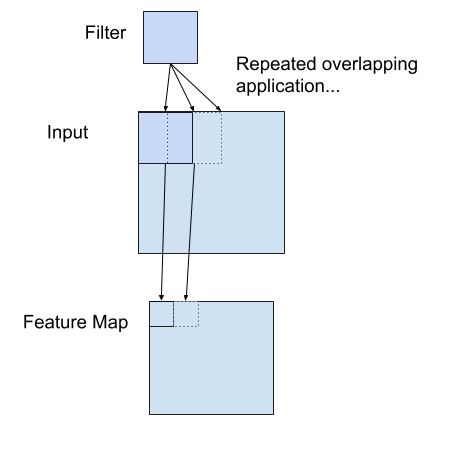 Filter
Repeated overlapping
application...
Input
Feature Map